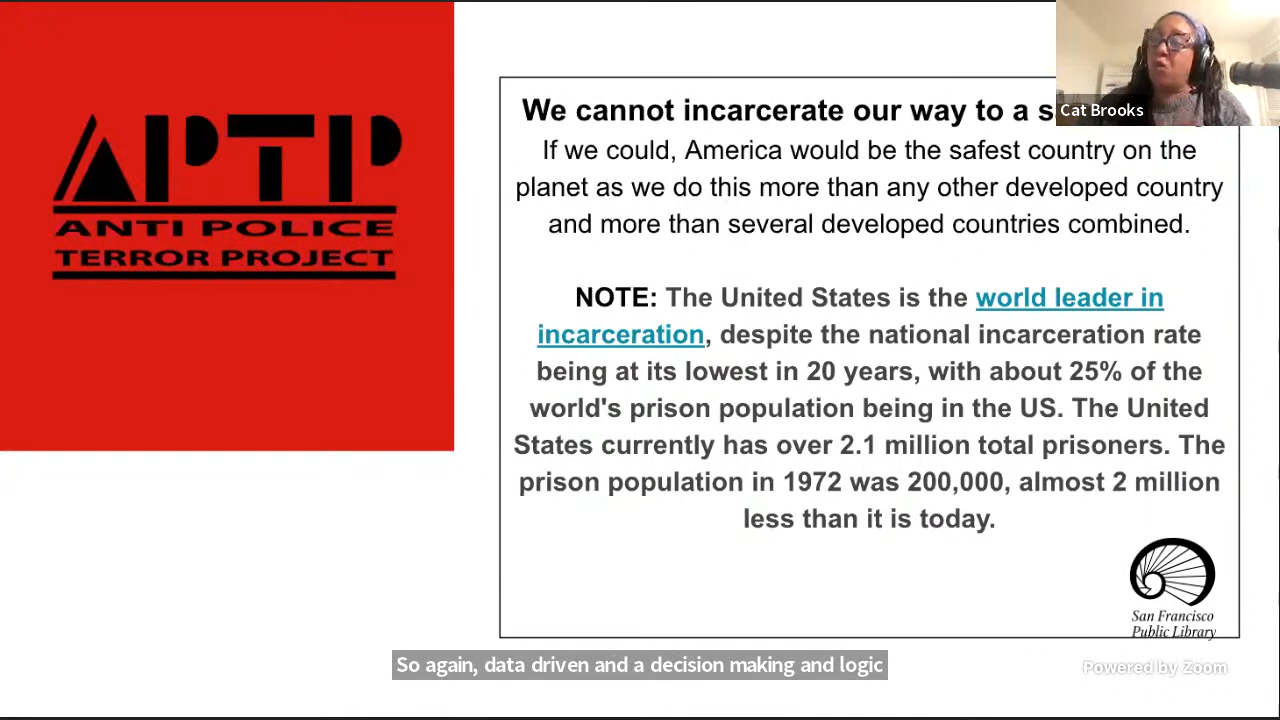 APTP
ANTI POLICE
TERROR PROJECT
Cat Brooks
We cannot incarcerate our way to a
If we could, America would be the safest country on the
planet as we do this more than any other developed country
and more than several developed countries combined.
NOTE: The United States is the world leader in
incarceration, despite the national incarceration rate
being at its lowest in 20 years, with about 25% of the
world's prison population being in the US. The United
States currently has over 2.1 million total prisoners. The
prison population in 1972 was 200,000, almost 2 million
less than it is today.
San Francisco
Public Library
So again, data driven and a decision making and logic
Powered by Zoom